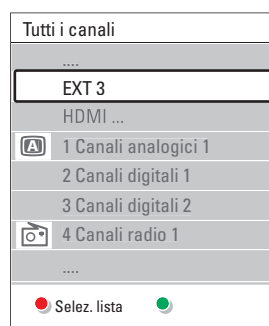 Tutti i canali
....
EXT 3
HDMI ...
A 1 Canali analogici 1
2 Canali digitali 1
3 Canali digitali 2
4 Canali radio 1
....
Selez. lista